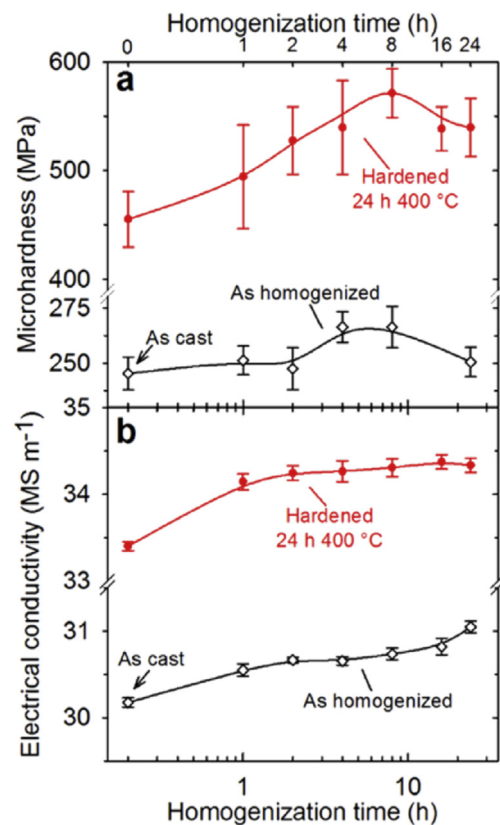 Homogenization time (h)
0 1 2 4 8 16 24
a
600
500
400
275
250
35
Microhardness (MPa)
Hardened
24 h 400 °C
As homogenized
As cast
b
34
33
31
30
Electrical conductivity (MS m⁻¹)
Hardened
24 h 400 °C
As cast
As homogenized
1 10
Homogenization time (h)